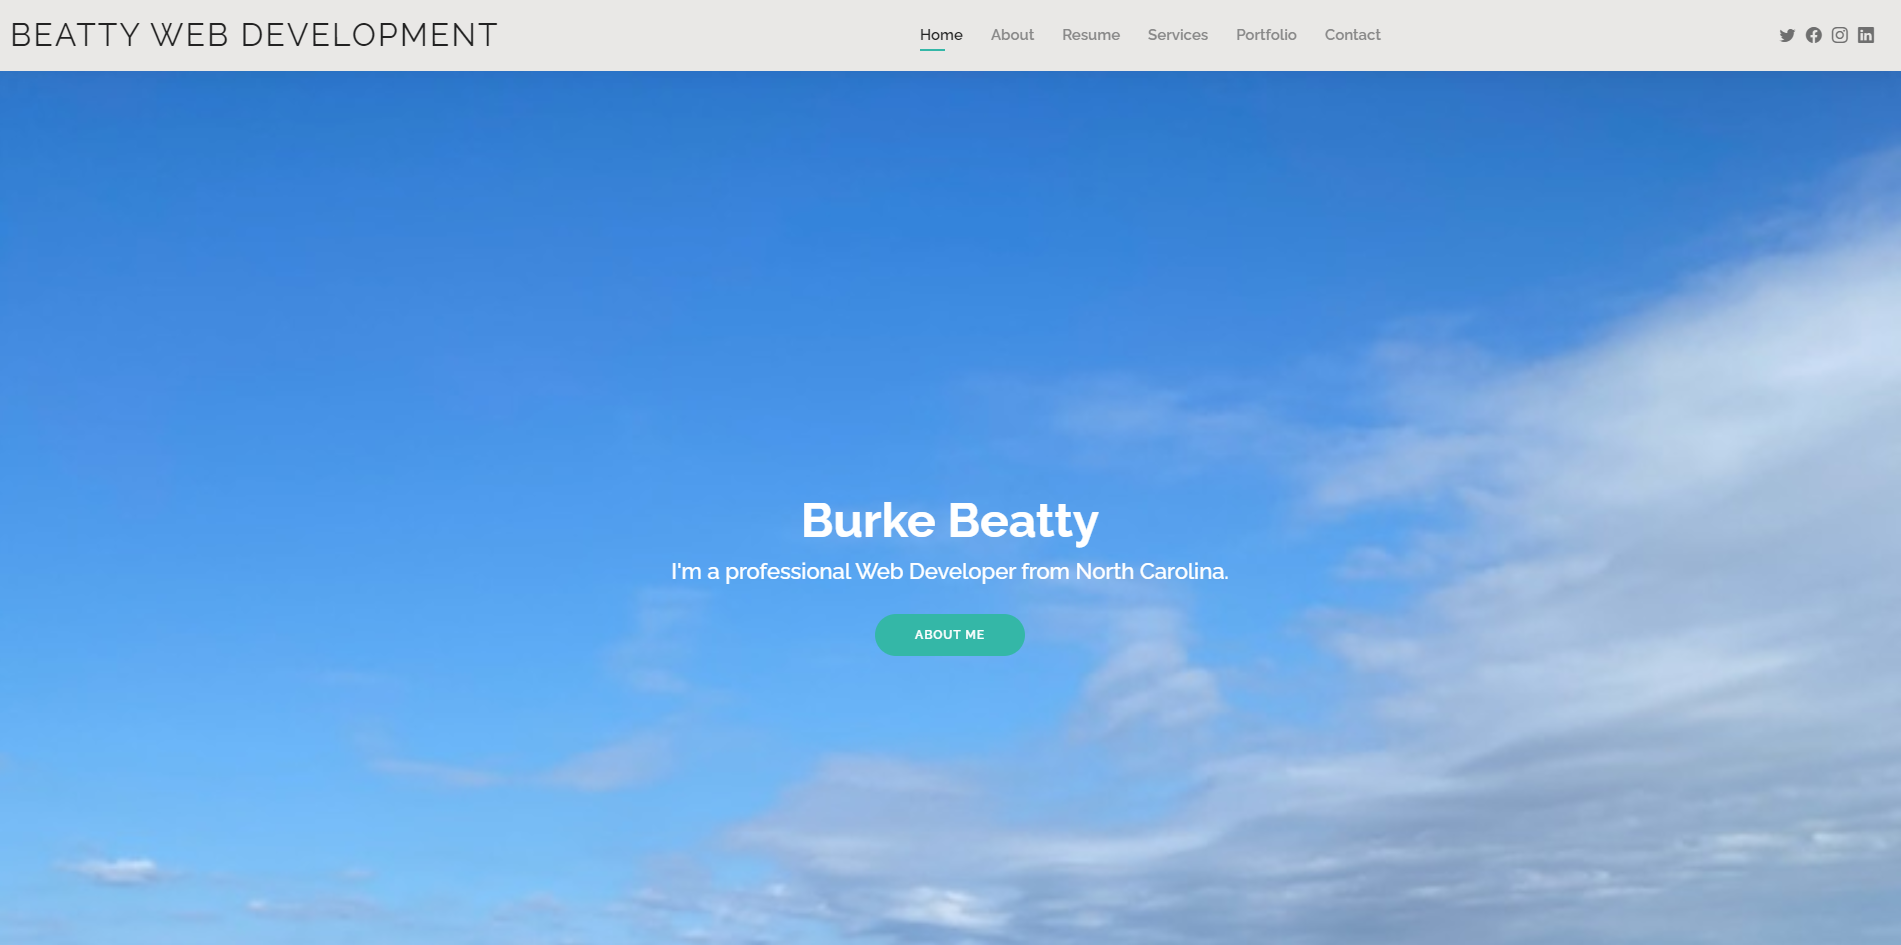 BEATTY WEB DEVELOPMENT
Home About Resume Services Portfolio Contact
Burke Beatty
I'm a professional Web Developer from North Carolina.
ABOUT ME